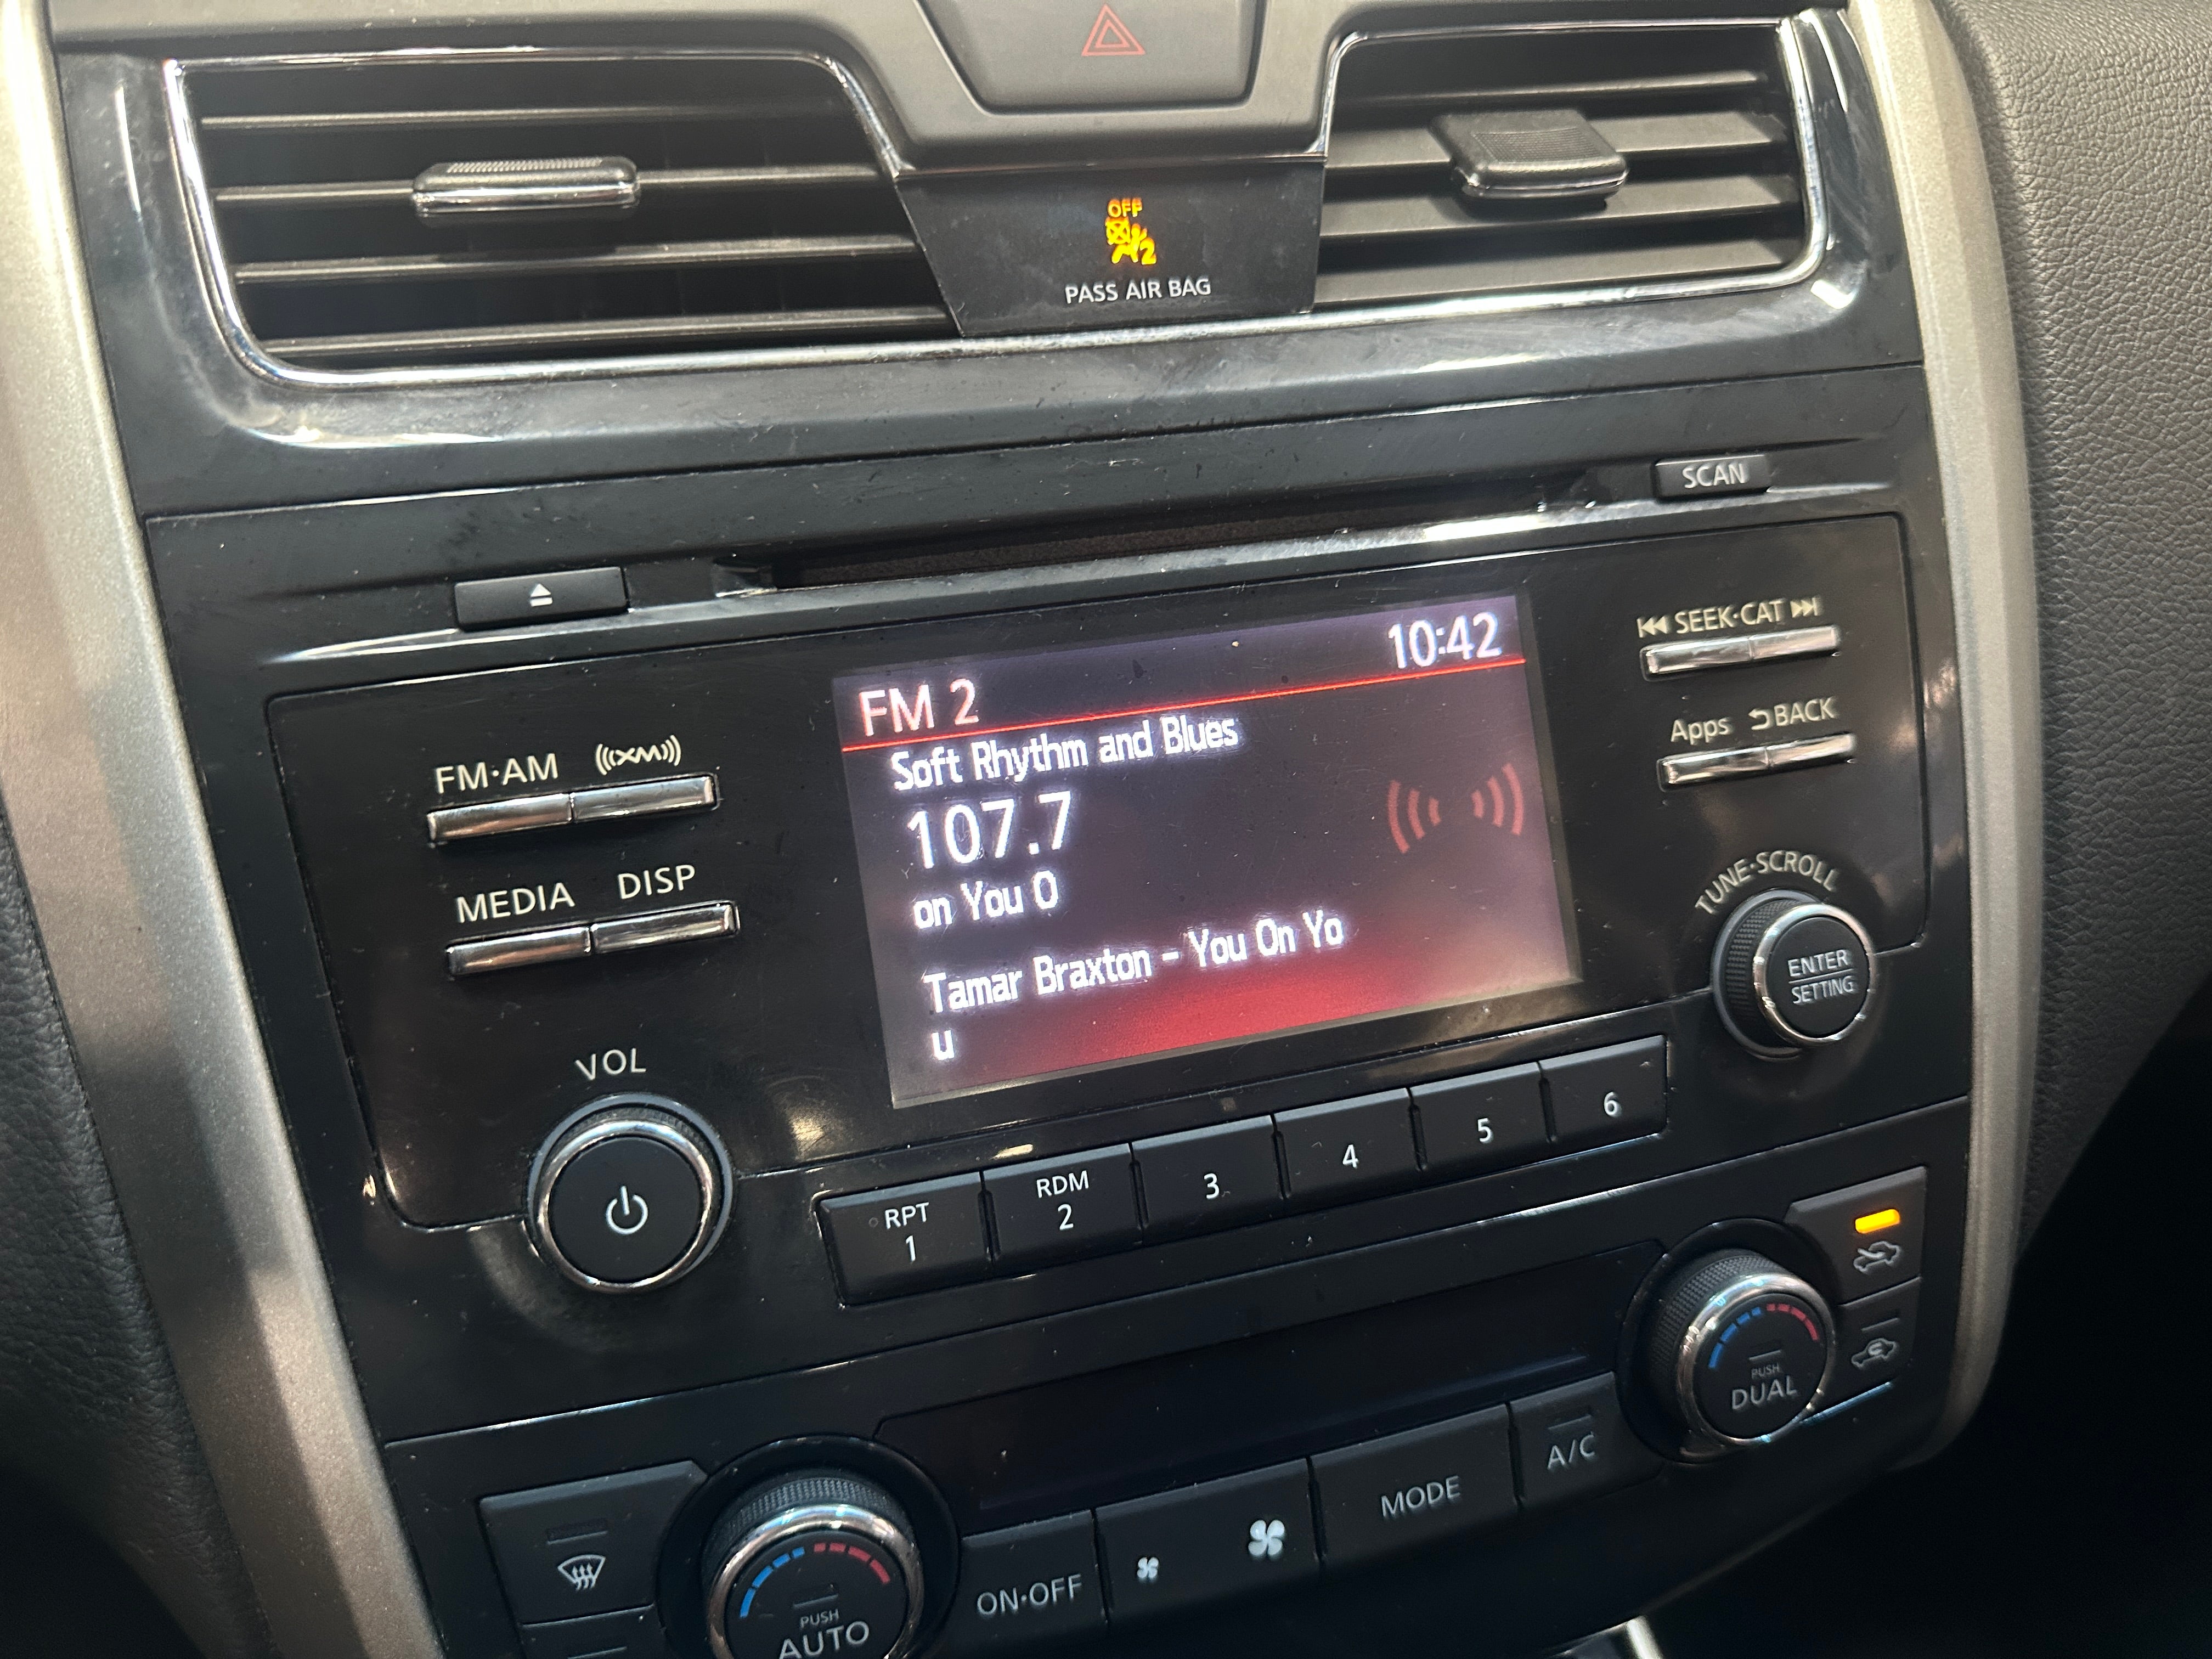 OFF
2
PASS AIR BAG
SCAN
SEEK·CAT
FM 2 10:42
Soft Rhythm and Blues
FM·AM XM
Apps BACK
107.7
MEDIA DISP
on You O
TUNE·SCROLL
Tamar Braxton - You On Yo
u
ENTER
SETTING
VOL
RPT
1
RDM
2
3
4
5
6
PUSH
DUAL
A/C
MODE
ON·OFF
PUSH
AUTO